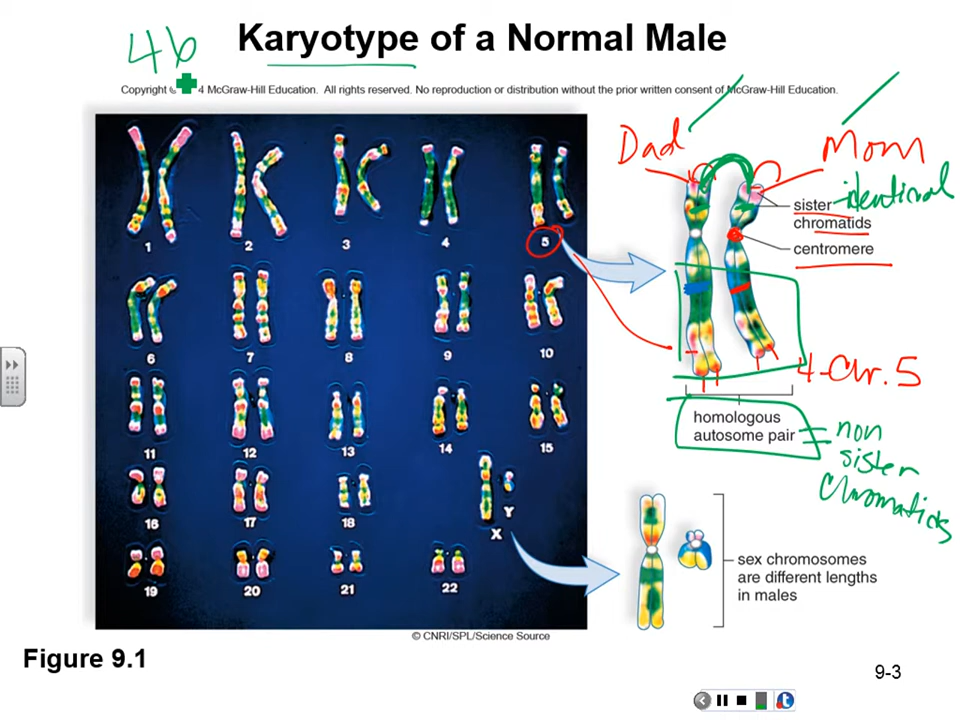 46
Karyotype of a Normal Male
Copyright © 4 McGraw-Hill Education. All rights reserved. No reproduction or distribution without the prior written consent of McGraw-Hill Education.
Dad
Mom
sister
identical
chromatids
centromere
1
2
3
4
5
6
7
8
9
10
4-Chr. 5
homologous
autosome pair
non
sister
Chromatids
11
12
13
14
15
16
17
18
Y
X
19
20
21
22
sex chromosomes
are different lengths
in males
© CNRI/SPL/Science Source
Figure 9.1
9-3